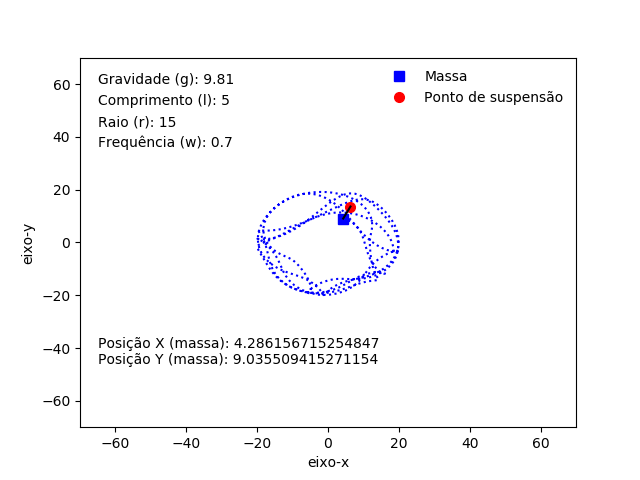 Gravidade (g): 9.81
Comprimento (l): 5
Raio (r): 15
Frequência (w): 0.7
Massa
Ponto de suspensão
60
40
20
0
−20
−40
−60
eixo-y
Posição X (massa): 4.286156715254847
Posição Y (massa): 9.035509415271154
−60
−40
−20
0
20
40
60
eixo-x